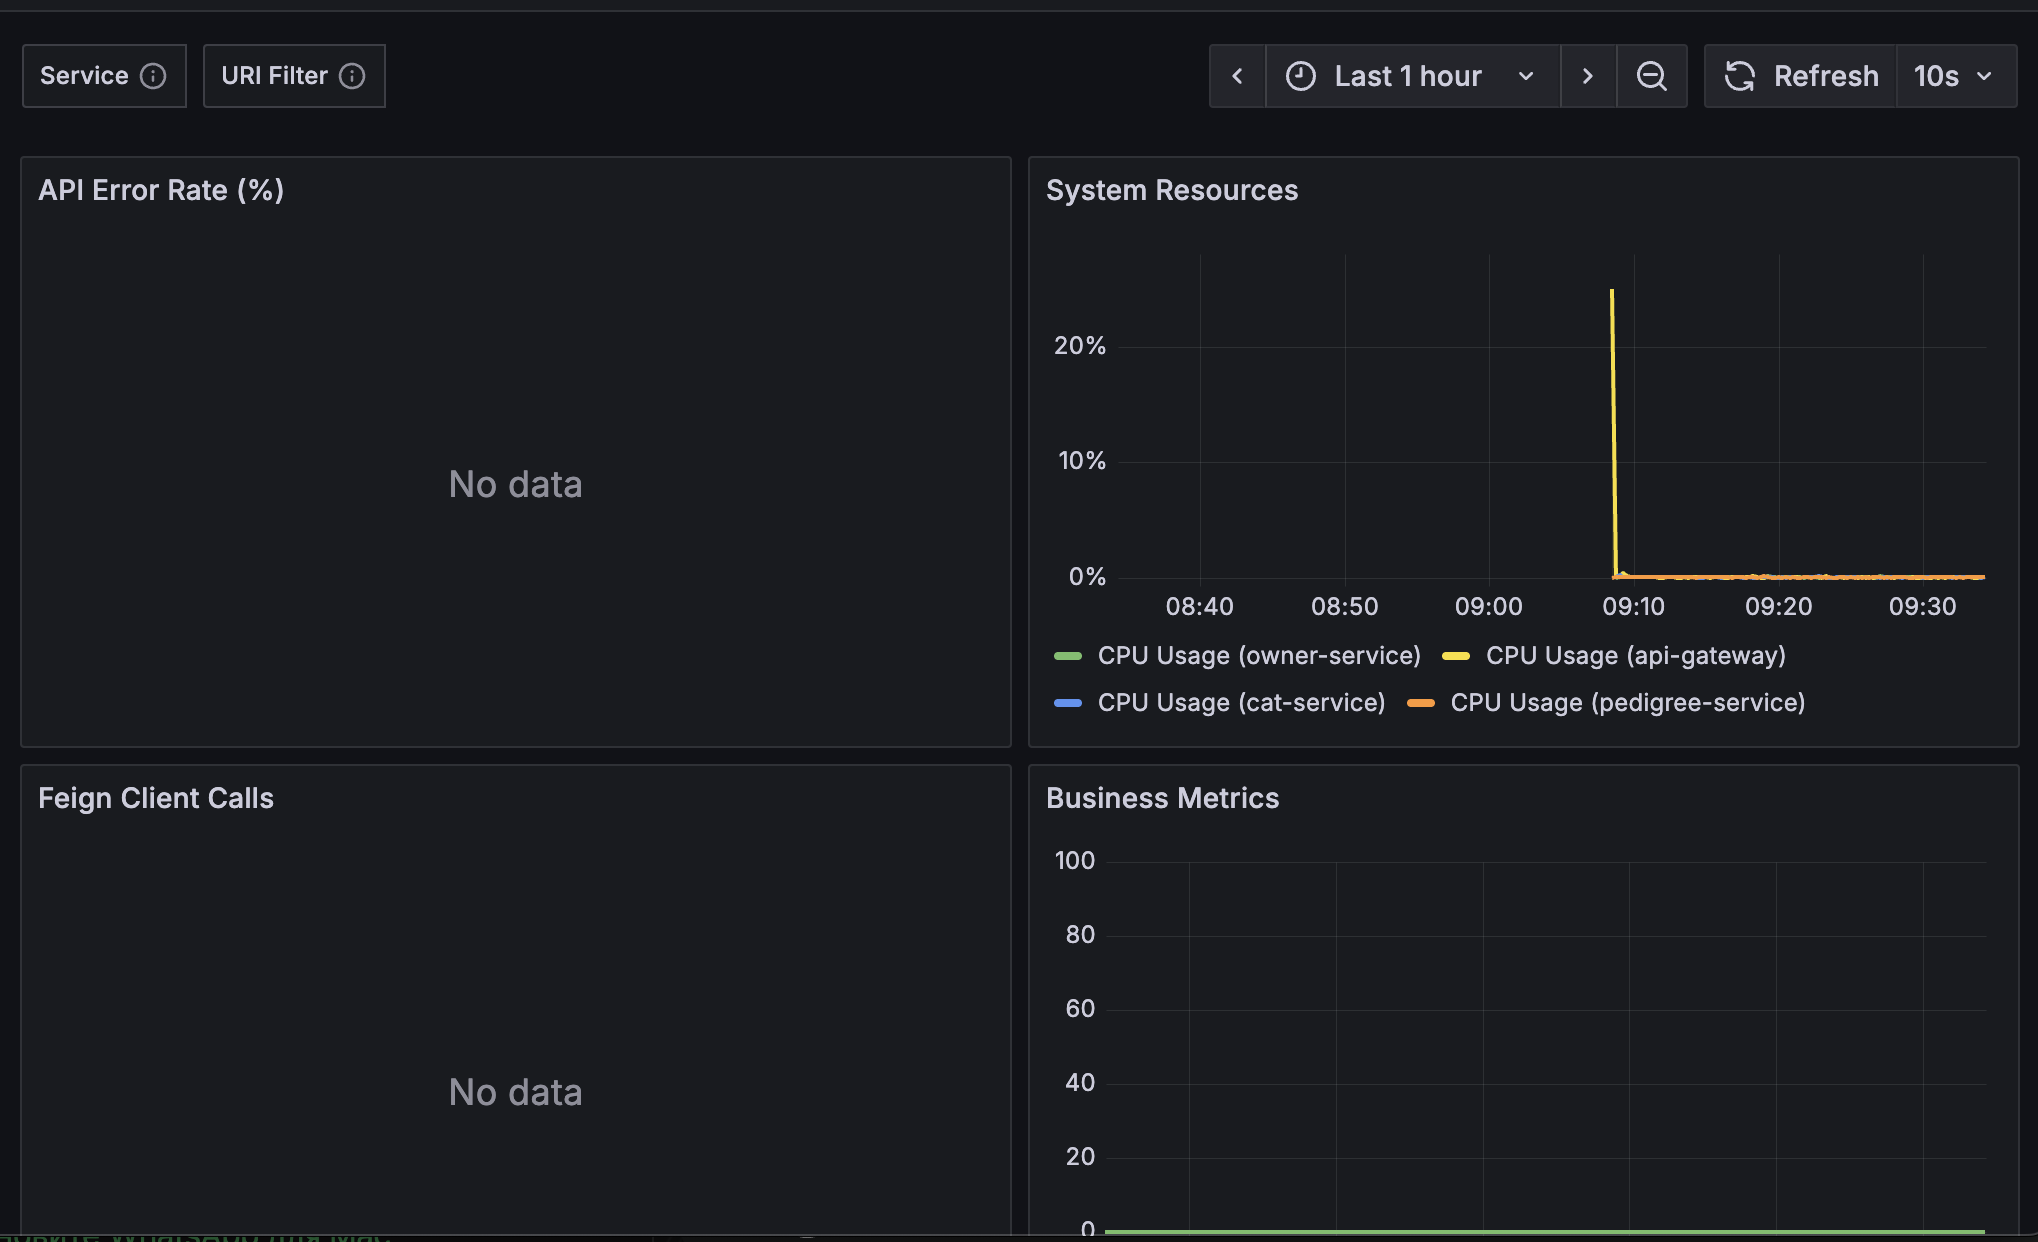 Service URI Filter Last 1 hour Refresh 10s
API Error Rate (%)
No data
System Resources
20%
10%
0%
08:40 08:50 09:00 09:10 09:20 09:30
CPU Usage (owner-service) CPU Usage (api-gateway)
CPU Usage (cat-service) CPU Usage (pedigree-service)
Feign Client Calls
No data
Business Metrics
100
80
60
40
20
0